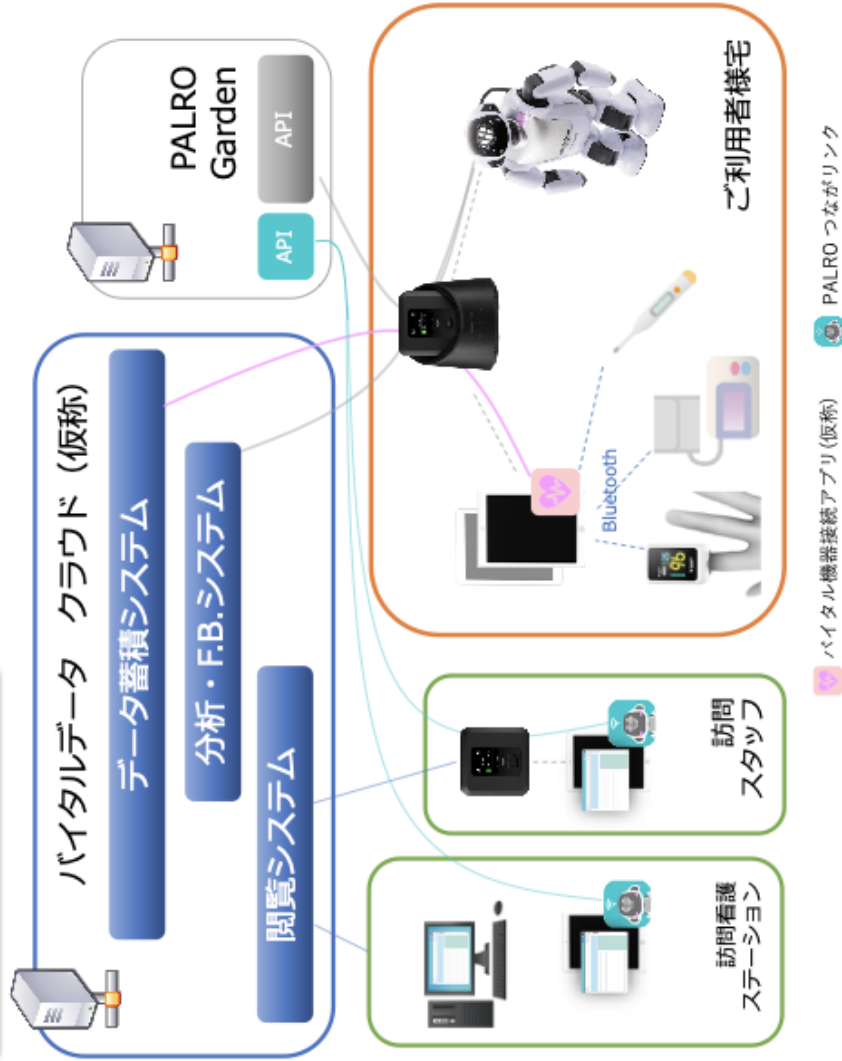 バイタルデータ クラウド（仮称）
データ蓄積システム
分析・F.B.システム
閲覧システム
PALRO
Garden
API
API
訪問看護
ステーション
訪問
スタッフ
Bluetooth
96
ご利用者様宅
バイタル機器接続アプリ(仮称)
PALRO つながリンク